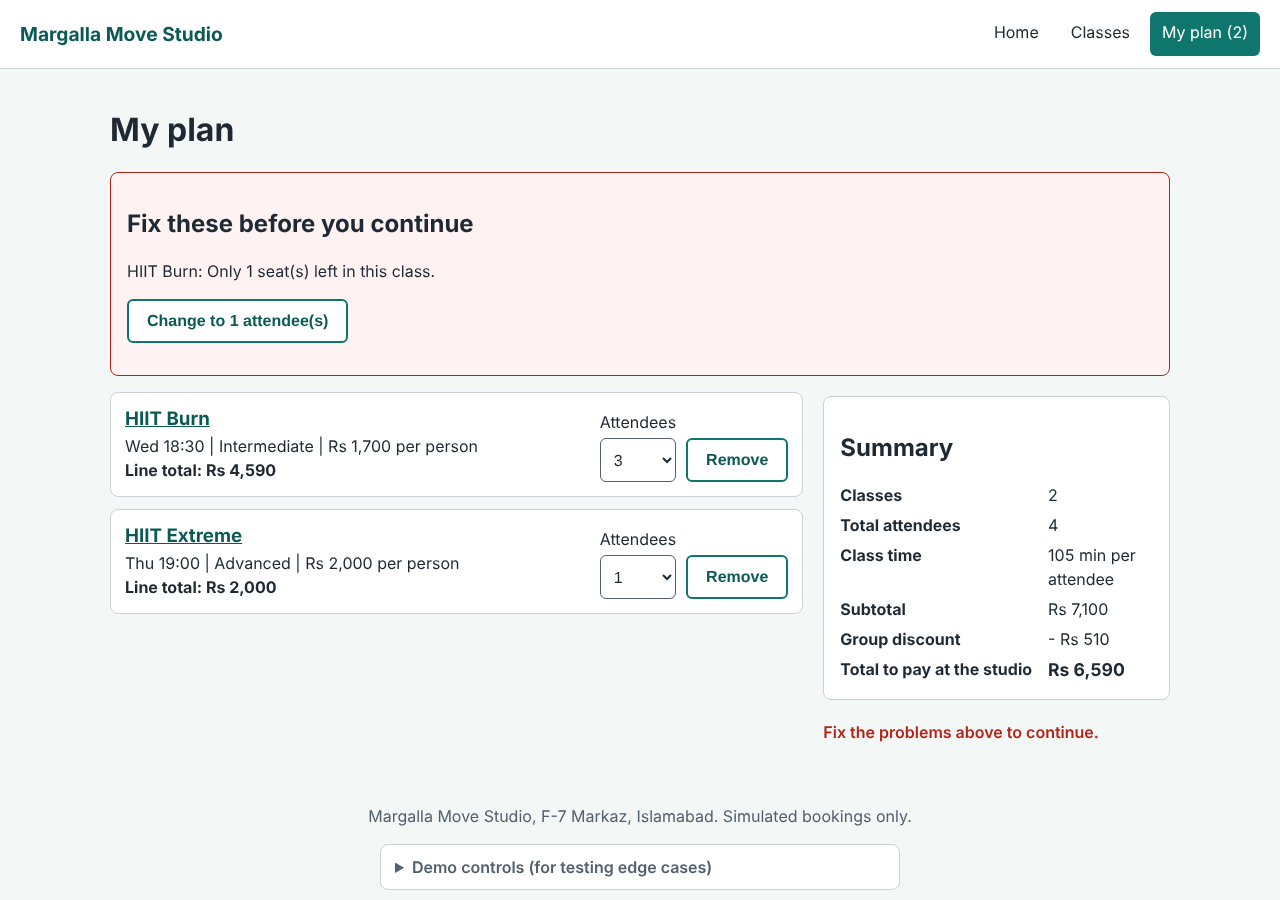 Margalla Move Studio
Home
Classes
My plan (2)
My plan
Fix these before you continue
HIIT Burn: Only 1 seat(s) left in this class.
Change to 1 attendee(s)
HIIT Burn
Wed 18:30 | Intermediate | Rs 1,700 per person
Line total: Rs 4,590
Attendees
3
Remove
HIIT Extreme
Thu 19:00 | Advanced | Rs 2,000 per person
Line total: Rs 2,000
Attendees
1
Remove
Summary
Classes 2
Total attendees 4
Class time 105 min per
attendee
Subtotal Rs 7,100
Group discount - Rs 510
Total to pay at the studio Rs 6,590
Fix the problems above to continue.
Margalla Move Studio, F-7 Markaz, Islamabad. Simulated bookings only.
Demo controls (for testing edge cases)